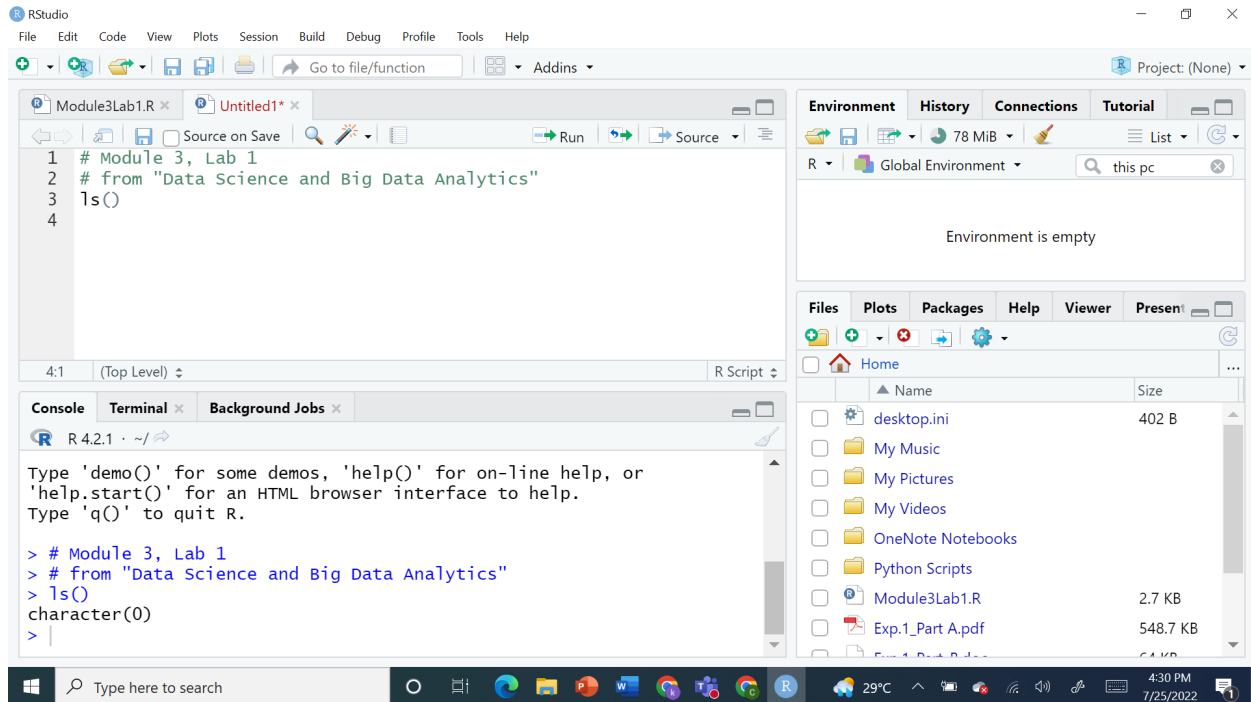 RStudio
File Edit Code View Plots Session Build Debug Profile Tools Help
Go to file/function Addins Project: (None)
Module3Lab1.R Untitled1*
Source on Save Run Source
1 # Module 3, Lab 1
2 # from "Data Science and Big Data Analytics"
3 ls()
4
4:1 (Top Level) R Script
Console Terminal Background Jobs
R 4.2.1 · ~/
Type 'demo()' for some demos, 'help()' for on-line help, or
'help.start()' for an HTML browser interface to help.
Type 'q()' to quit R.
> # Module 3, Lab 1
> # from "Data Science and Big Data Analytics"
> ls()
character(0)
>
Environment History Connections Tutorial
78 MiB List
R Global Environment this pc
Environment is empty
Files Plots Packages Help Viewer Present
Home ...
Name Size
desktop.ini 402 B
My Music
My Pictures
My Videos
OneNote Notebooks
Python Scripts
Module3Lab1.R 2.7 KB
Exp.1_Part A.pdf 548.7 KB
Type here to search 29°C 4:30 PM
7/25/2022 1